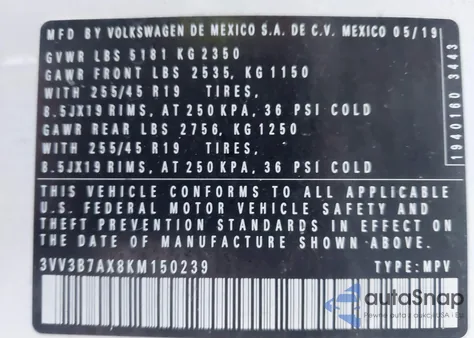 MFD BY VOLKSWAGEN DE MEXICO S.A. DE C.V. MEXICO 05/19
GVWR LBS 5181 KG 2350
GAWR FRONT LBS 2535, KG 1150
WITH 255/45 R19 TIRES,
8.5JX19 RIMS, AT 250 KPA, 36 PSI COLD
GAWR REAR LBS 2756, KG 1250
WITH 255/45 R19 TIRES,
8.5JX19 RIMS, AT 250 KPA, 36 PSI COLD
THIS VEHICLE CONFORMS TO ALL APPLICABLE
U.S. FEDERAL MOTOR VEHICLE SAFETY AND
THEFT PREVENTION STANDARDS IN EFFECT ON
THE DATE OF MANUFACTURE SHOWN ABOVE.
3VV3B7AX8KM150239 TYPE: MPV
1940160 3443
autoSnap
Pewne auta z USA i EU